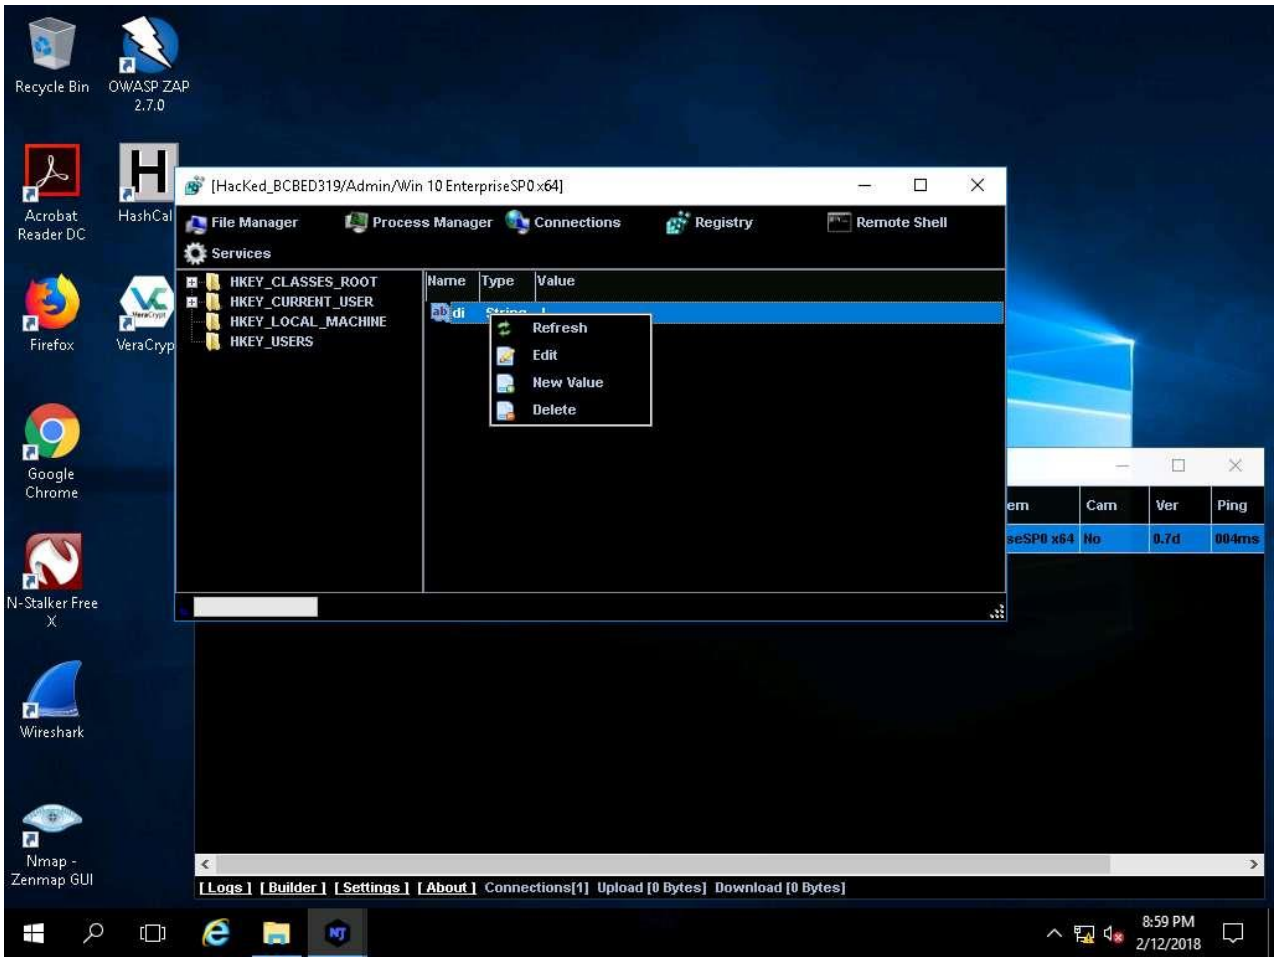 Recycle Bin
OWASP ZAP
2.7.0
Acrobat
Reader DC
HashCal
Firefox
VeraCryp
Google
Chrome
N-Stalker Free
X
Wireshark
Nmap -
Zenmap GUI
[HacKed_BCBED319/Admin/Win 10 EnterpriseSP0 x64]
File Manager Process Manager Connections Registry Remote Shell
Services
HKEY_CLASSES_ROOT
HKEY_CURRENT_USER
HKEY_LOCAL_MACHINE
HKEY_USERS
Name Type Value
di String !
Refresh
Edit
New Value
Delete
em Cam Ver Ping
seSP0 x64 No 0.7d 004ms
[Logs] [Builder] [Settings] [About] Connections[1] Upload [0 Bytes] Download [0 Bytes]
8:59 PM
2/12/2018